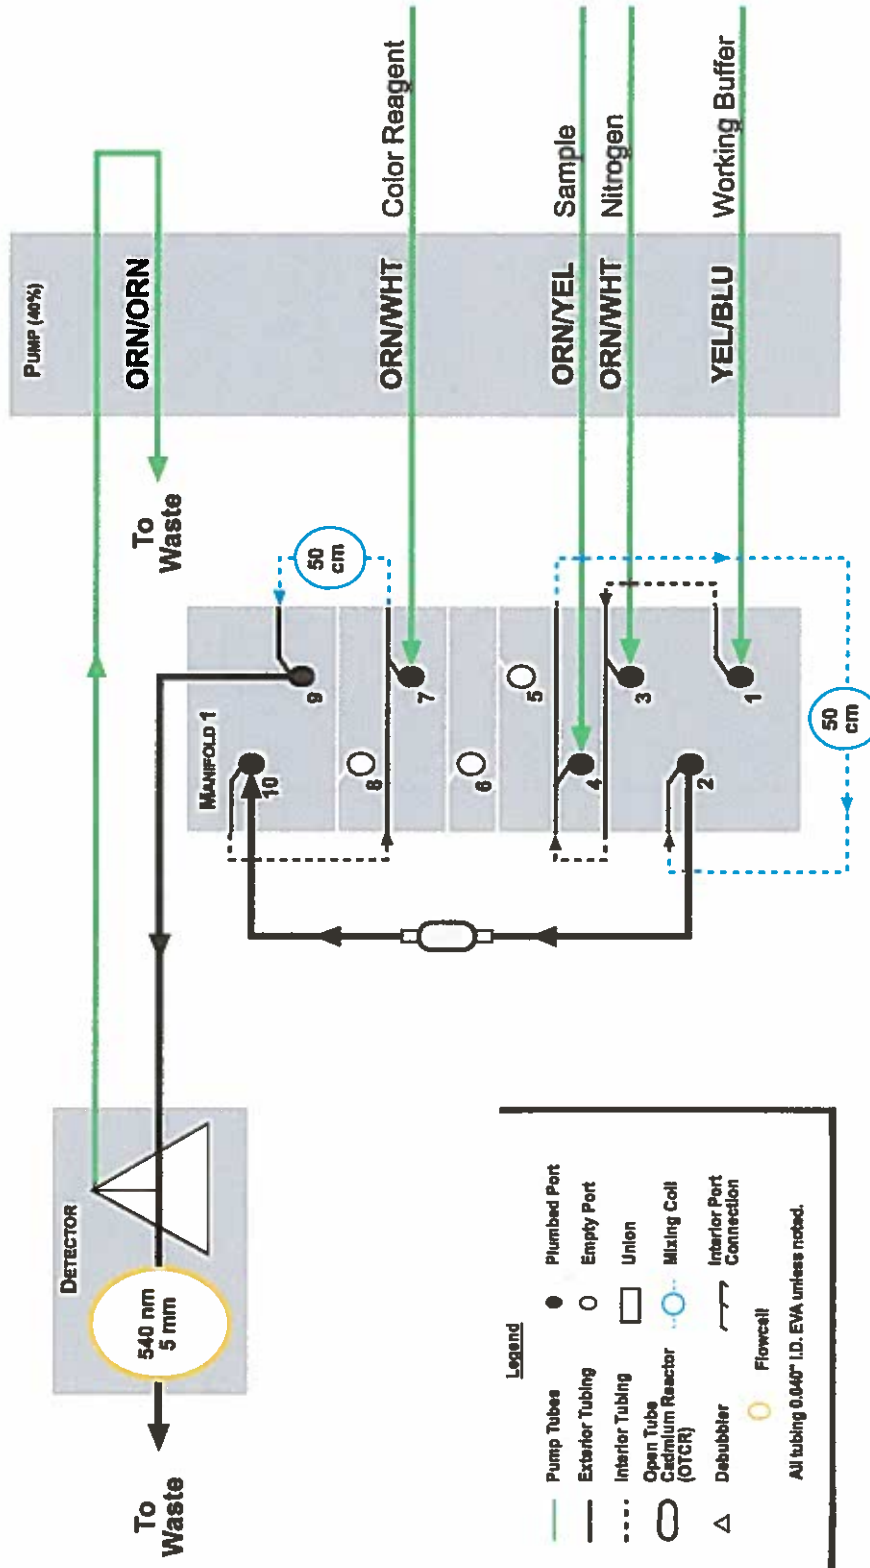 PUMP (40%)
ORN/ORN
To
Waste
ORN/WHT
Color Reagent
ORN/YEL
Sample
ORN/WHT
Nitrogen
YEL/BLU
Working Buffer
MANIFOLD 1
50
cm
10
9
8
7
6
5
4
3
2
1
50
cm
DETECTOR
540 nm
5 mm
To
Waste
Legend
Pump Tubes
Plumbed Port
Exterior Tubing
Empty Port
Interior Tubing
Union
Open Tube
Cadmium Reactor
(OTCR)
Mixing Coil
Debubbler
Interior Port
Connection
Flowcell
All tubing 0.040" I.D. EVA unless noted.